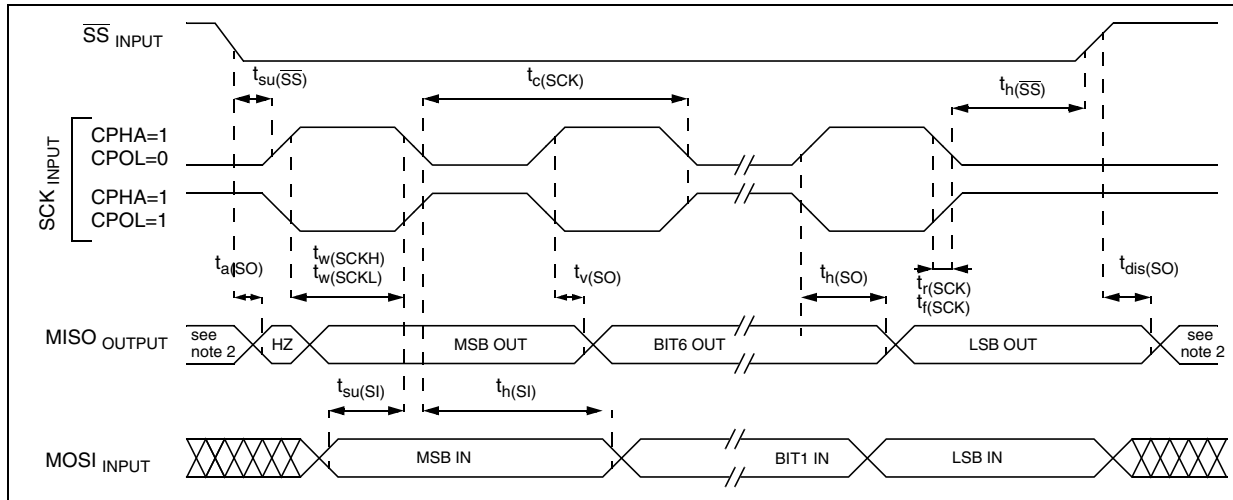 SS INPUT
tsu(SS)
tc(SCK)
th(SS)
SCK INPUT
CPHA=1
CPOL=0
CPHA=1
CPOL=1
ta(SO)
tw(SCKH)
tw(SCKL)
tv(SO)
th(SO)
tr(SCK)
tf(SCK)
tdis(SO)
MISO OUTPUT
see
note 2
HZ
MSB OUT
BIT6 OUT
LSB OUT
see
note 2
tsu(SI)
th(SI)
MOSI INPUT
MSB IN
BIT1 IN
LSB IN